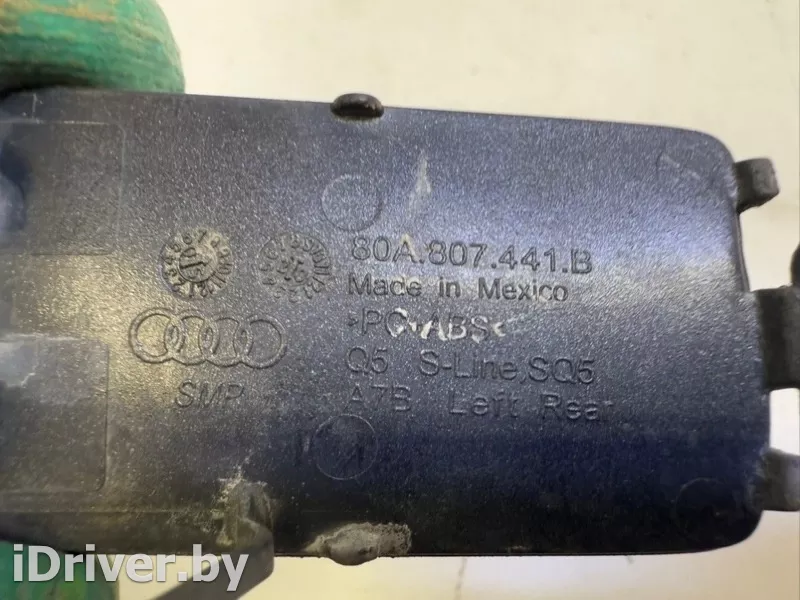 80A.807.441.B
Made in Mexico
>PC+ABS<
Q5 S-Line,SQ5
SMP
A7B Left Rear
iDriver.by